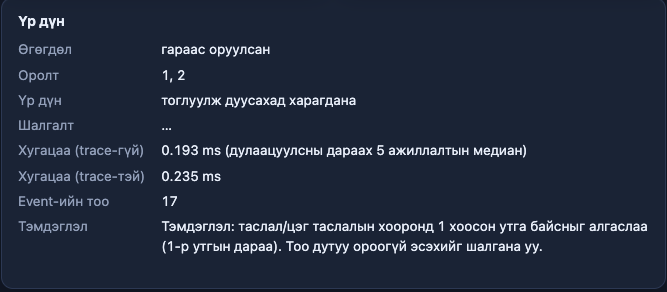 Үр дүн
Өгөгдөл гараас оруулсан
Оролт 1, 2
Үр дүн тоглуулж дуусахад харагдана
Шалгалт ...
Хугацаа (trace-гүй) 0.193 ms (дулаацуулсны дараах 5 ажиллалтын медиан)
Хугацаа (trace-тэй) 0.235 ms
Event-ийн тоо 17
Тэмдэглэл Тэмдэглэл: таслал/цэг таслалын хооронд 1 хоосон утга байсныг алгаслаа
(1-р утгын дараа). Тоо дутуу ороогүй эсэхийг шалгана уу.